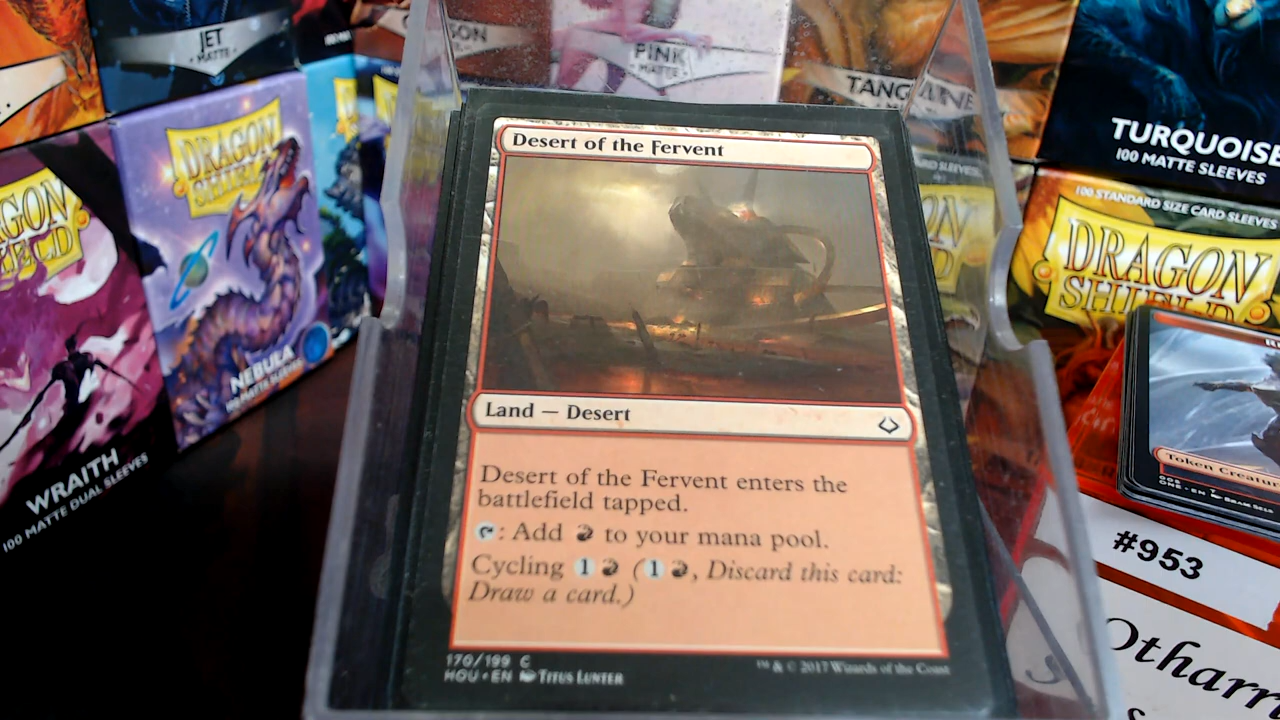 JET
MATTE
PINK
MATTE
TURQUOISE
100 MATTE SLEEVES
DRAGON
SHIELD
NEBULA
WRAITH
100 MATTE DUAL SLEEVES
Desert of the Fervent
Land — Desert
Desert of the Fervent enters the
battlefield tapped.
: Add to your mana pool.
Cycling 1 (1 , Discard this card:
Draw a card.)
170/199 C
HOU • EN Titus Lunter
™ & © 2017 Wizards of the Coast
100 STANDARD SIZE CARD SLEEVES
DRAGON
SHIELD
Token Creature
#953
Otharri